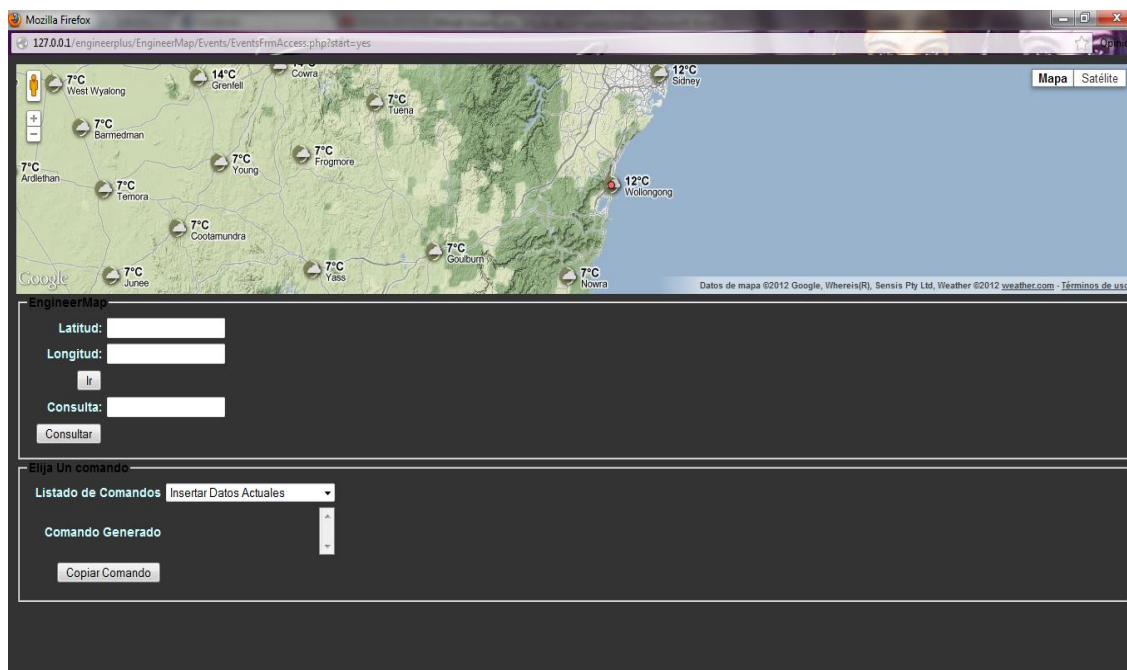 Mozilla Firefox
127.0.0.1/engineerplus/EngineerMap/Events/EventsFrmAccess.php?start=yes
7°C
West Wyalong
14°C
Grenfell
Cowra
12°C
Sidney
Mapa
Satélite
7°C
Tuena
7°C
Barmedman
7°C
Ardlethan
7°C
Young
7°C
Frogmore
7°C
Temora
12°C
Wollongong
7°C
Cootamundra
7°C
Goulburn
Google
7°C
Junee
7°C
Yass
7°C
Nowra
Datos de mapa ©2012 Google, Whereis(R), Sensis Pty Ltd, Weather ©2012 weather.com - Términos de uso
EngineerMap
Latitud:
Longitud:
Ir
Consulta:
Consultar
Elija Un comando
Listado de Comandos Insertar Datos Actuales
Comando Generado
Copiar Comando